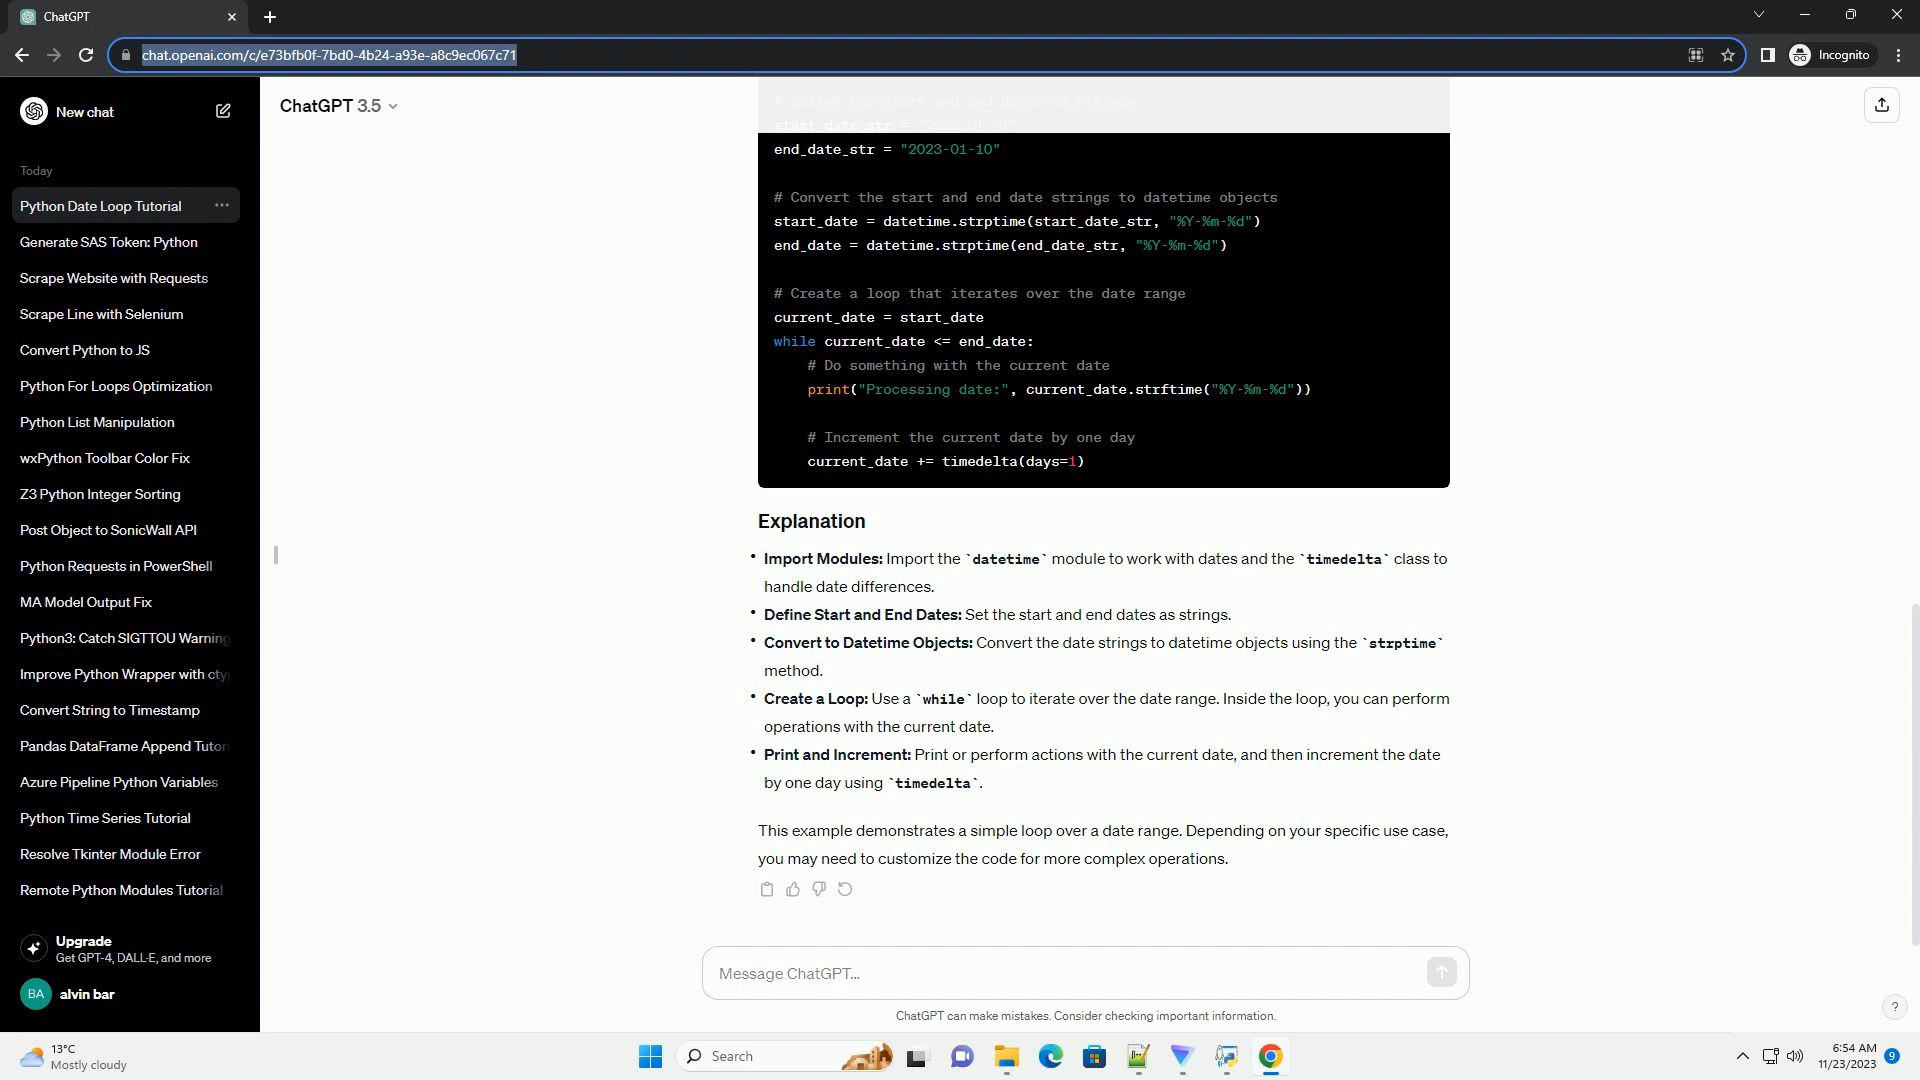 ChatGPT
chat.openai.com/c/e73bfb0f-7bd0-4b24-a93e-a8c9ec067c71
Incognito
New chat
ChatGPT 3.5
Today
Python Date Loop Tutorial
Generate SAS Token: Python
Scrape Website with Requests
Scrape Line with Selenium
Convert Python to JS
Python For Loops Optimization
Python List Manipulation
wxPython Toolbar Color Fix
Z3 Python Integer Sorting
Post Object to SonicWall API
Python Requests in PowerShell
MA Model Output Fix
Python3: Catch SIGTTOU Warning
Improve Python Wrapper with cty
Convert String to Timestamp
Pandas DataFrame Append Tutor
Azure Pipeline Python Variables
Python Time Series Tutorial
Resolve Tkinter Module Error
Remote Python Modules Tutorial
Upgrade
Get GPT-4, DALL·E, and more
BA
alvin bar
start_date_str =
end_date_str = "2023-01-10"
# Convert the start and end date strings to datetime objects
start_date = datetime.strptime(start_date_str, "%Y-%m-%d")
end_date = datetime.strptime(end_date_str, "%Y-%m-%d")
# Create a loop that iterates over the date range
current_date = start_date
while current_date <= end_date:
# Do something with the current date
print("Processing date:", current_date.strftime("%Y-%m-%d"))
# Increment the current date by one day
current_date += timedelta(days=1)
Explanation
• Import Modules: Import the `datetime` module to work with dates and the `timedelta` class to
handle date differences.
• Define Start and End Dates: Set the start and end dates as strings.
• Convert to Datetime Objects: Convert the date strings to datetime objects using the `strptime`
method.
• Create a Loop: Use a `while` loop to iterate over the date range. Inside the loop, you can perform
operations with the current date.
• Print and Increment: Print or perform actions with the current date, and then increment the date
by one day using `timedelta`.
This example demonstrates a simple loop over a date range. Depending on your specific use case,
you may need to customize the code for more complex operations.
Message ChatGPT...
ChatGPT can make mistakes. Consider checking important information.
?
13°C
Mostly cloudy
Search
6:54 AM
11/23/2023
9